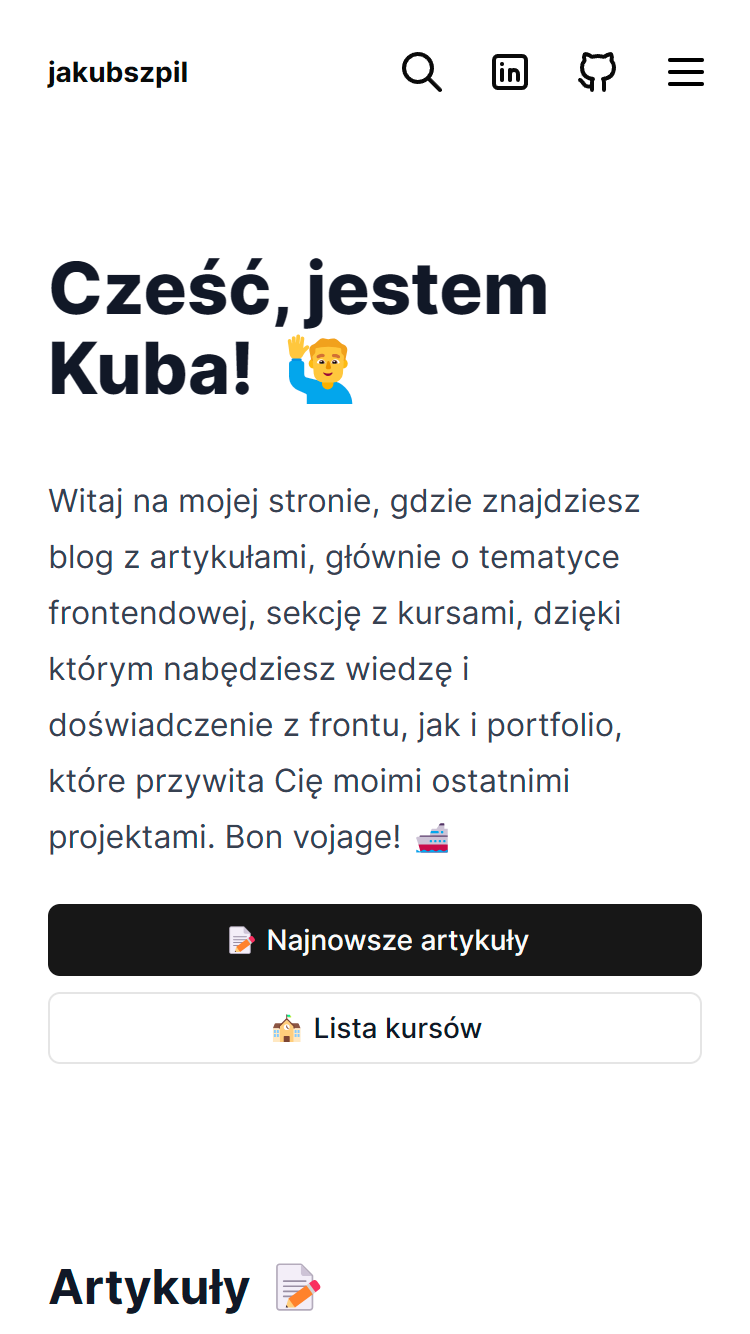 jakubszpil
Cześć, jestem
Kuba! 🙋‍♂️
Witaj na mojej stronie, gdzie znajdziesz
blog z artykułami, głównie o tematyce
frontendowej, sekcję z kursami, dzięki
którym nabędziesz wiedzę i
doświadczenie z frontu, jak i portfolio,
które przywita Cię moimi ostatnimi
projektami. Bon vojage! 🛳️
📝 Najnowsze artykuły
🏫 Lista kursów
Artykuły 📝